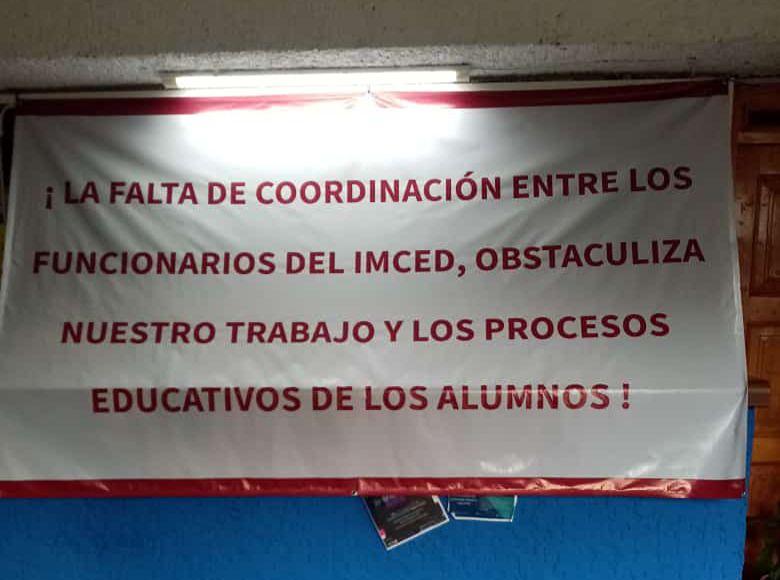 ¡ LA FALTA DE COORDINACIÓN ENTRE LOS
FUNCIONARIOS DEL IMCED, OBSTACULIZA
NUESTRO TRABAJO Y LOS PROCESOS
EDUCATIVOS DE LOS ALUMNOS !